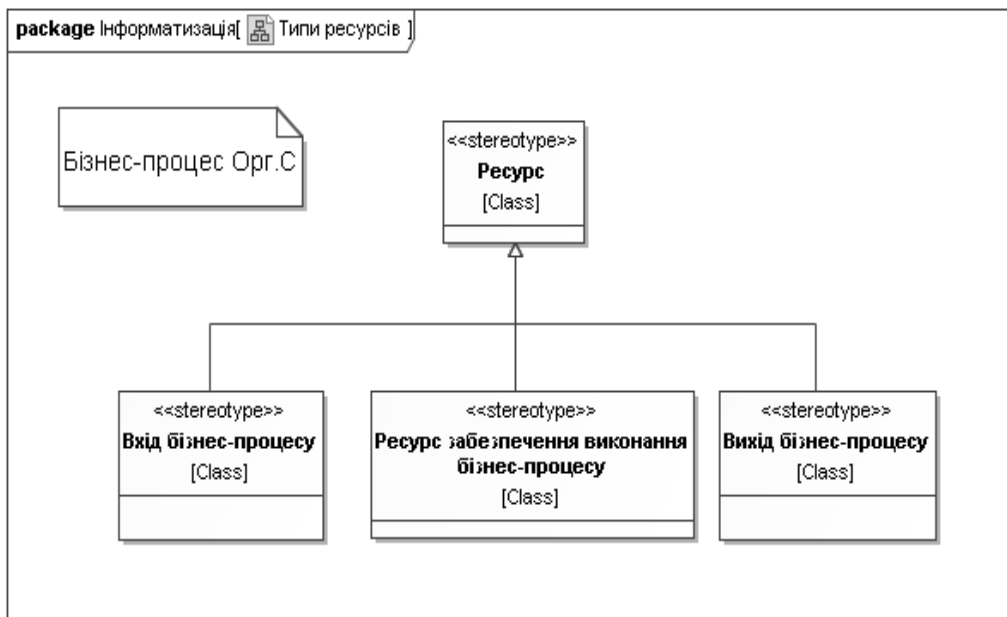 package Інформатизація[ Типи ресурсів ]
Бізнес-процес Орг.С
<<stereotype>>
Ресурс
[Class]
<<stereotype>>
Вхід бізнес-процесу
[Class]
<<stereotype>>
Ресурс забезпечення виконання
бізнес-процесу
[Class]
<<stereotype>>
Вихід бізнес-процесу
[Class]